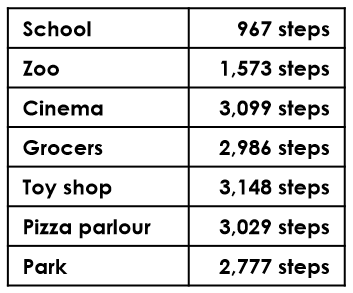 School 967 steps
Zoo 1,573 steps
Cinema 3,099 steps
Grocers 2,986 steps
Toy shop 3,148 steps
Pizza parlour 3,029 steps
Park 2,777 steps